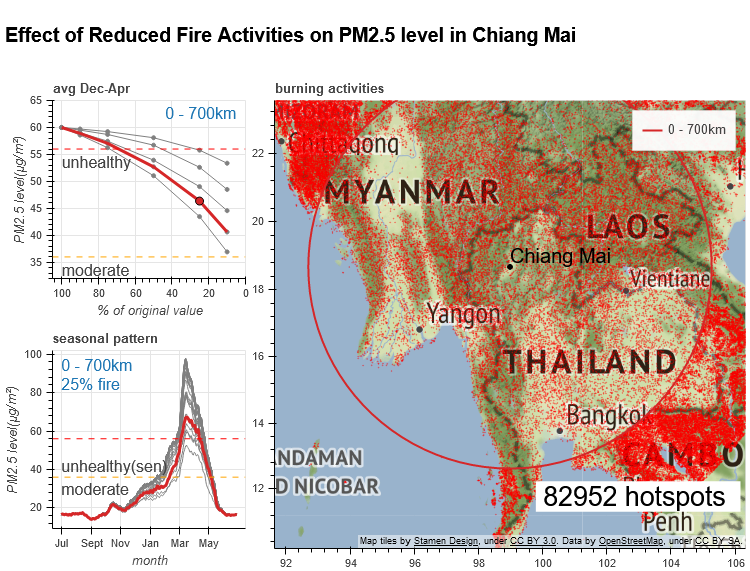 Effect of Reduced Fire Activities on PM2.5 level in Chiang Mai
avg Dec-Apr
65
60
55
50
45
40
35
PM2.5 level(μg/m²)
0 - 700km
unhealthy
moderate
100
80
60
40
20
0
% of original value
seasonal pattern
100
80
60
40
20
PM2.5 level(μg/m²)
0 - 700km
25% fire
unhealthy(sen)
moderate
Jul
Sept
Nov
Jan
Mar
May
month
burning activities
22
20
18
16
14
12
0 - 700km
Chittagong
MYANMAR
LAOS
Chiang Mai
Vientiane
Yangon
THAILAND
Bangkok
CAMBO
NDAMAN
D NICOBAR
82952 hotspots
Penh
Map tiles by Stamen Design, under CC BY 3.0. Data by OpenStreetMap, under CC BY SA.
92
94
96
98
100
102
104
106